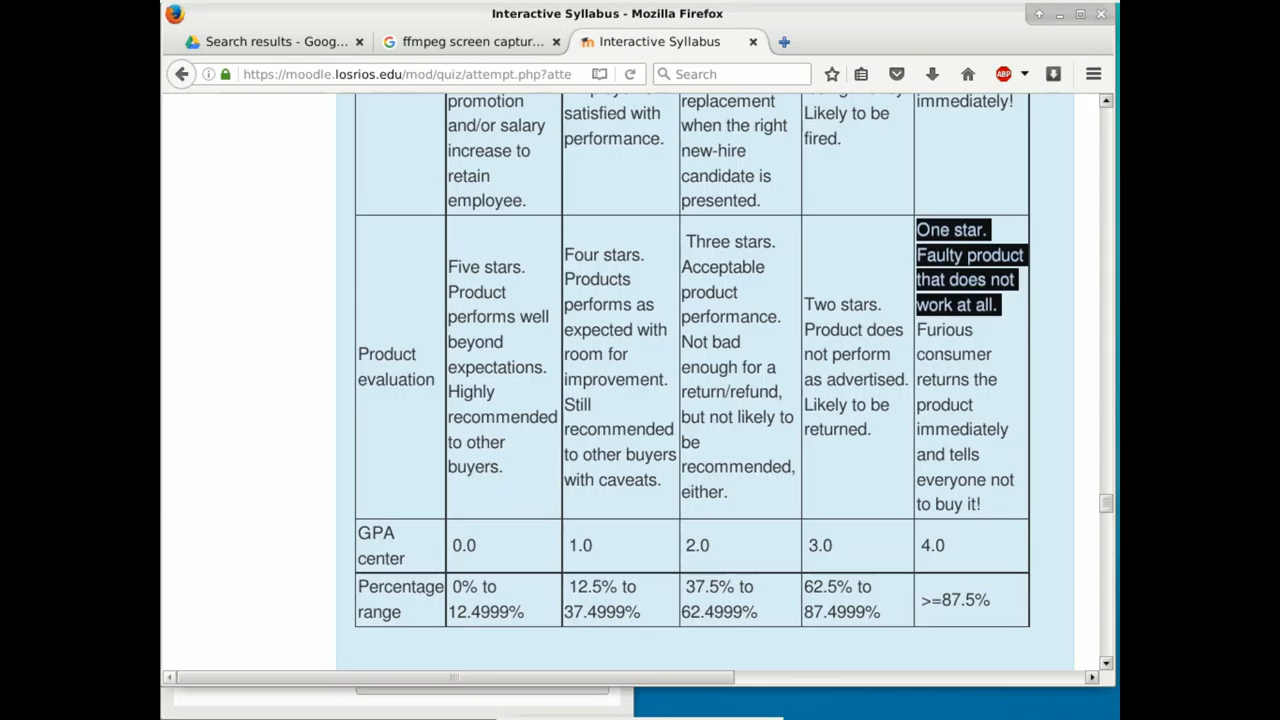 Interactive Syllabus - Mozilla Firefox
Search results - Goog...
ffmpeg screen captur...
Interactive Syllabus
https://moodle.losrios.edu/mod/quiz/attempt.php?atte
Search
ABP
promotion
and/or salary
increase to
retain
employee.
satisfied with
performance.
replacement
when the right
new-hire
candidate is
presented.
Likely to be
fired.
immediately!
Product
evaluation
Five stars.
Product
performs well
beyond
expectations.
Highly
recommended
to other
buyers.
Four stars.
Products
performs as
expected with
room for
improvement.
Still
recommended
to other buyers
with caveats.
Three stars.
Acceptable
product
performance.
Not bad
enough for a
return/refund,
but not likely to
be
recommended,
either.
Two stars.
Product does
not perform
as advertised.
Likely to be
returned.
One star.
Faulty product
that does not
work at all.
Furious
consumer
returns the
product
immediately
and tells
everyone not
to buy it!
GPA
center
0.0
1.0
2.0
3.0
4.0
Percentage
range
0% to
12.4999%
12.5% to
37.4999%
37.5% to
62.4999%
62.5% to
87.4999%
>=87.5%